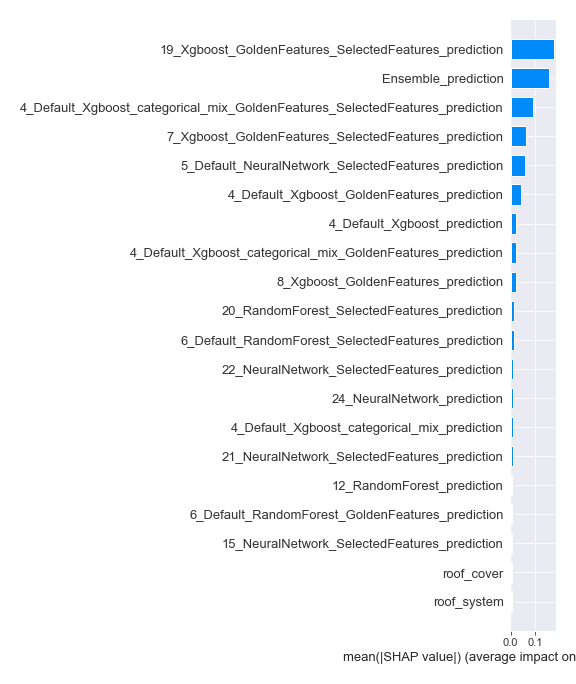 19_Xgboost_GoldenFeatures_SelectedFeatures_prediction
Ensemble_prediction
4_Default_Xgboost_categorical_mix_GoldenFeatures_SelectedFeatures_prediction
7_Xgboost_GoldenFeatures_SelectedFeatures_prediction
5_Default_NeuralNetwork_SelectedFeatures_prediction
4_Default_Xgboost_GoldenFeatures_prediction
4_Default_Xgboost_prediction
4_Default_Xgboost_categorical_mix_GoldenFeatures_prediction
8_Xgboost_GoldenFeatures_prediction
20_RandomForest_SelectedFeatures_prediction
6_Default_RandomForest_SelectedFeatures_prediction
22_NeuralNetwork_SelectedFeatures_prediction
24_NeuralNetwork_prediction
4_Default_Xgboost_categorical_mix_prediction
21_NeuralNetwork_SelectedFeatures_prediction
12_RandomForest_prediction
6_Default_RandomForest_GoldenFeatures_prediction
15_NeuralNetwork_SelectedFeatures_prediction
roof_cover
roof_system
0.0 0.1
mean(|SHAP value|) (average impact on